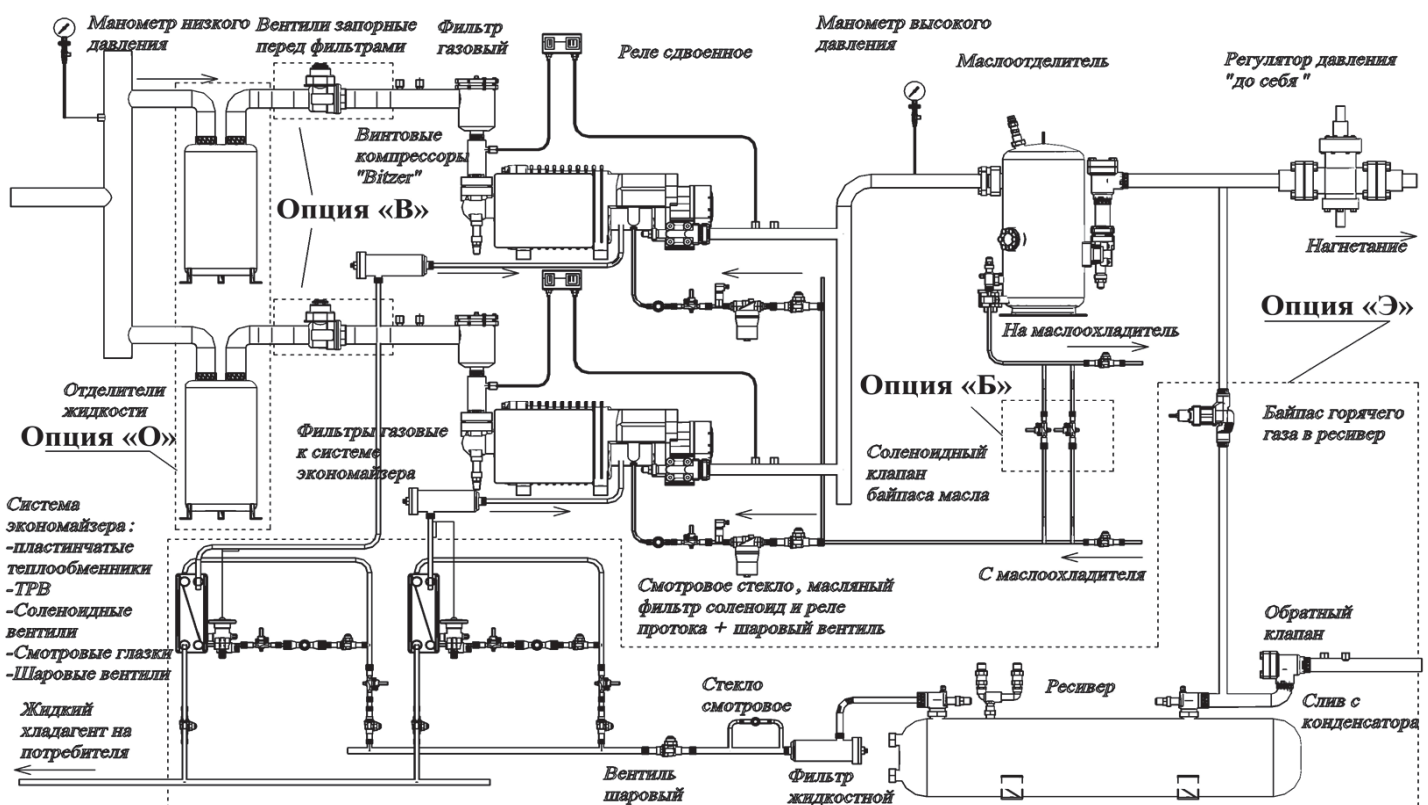 Манометр низкого
давления
Вентили запорные
перед фильтрами
Фильтр
газовый
Реле сдвоенное
Манометр высокого
давления
Маслоотделитель
Регулятор давления
"до себя "
Винтовые
компрессоры
"Bitzer"
Опция «В»
Нагнетание
Опция «Э»
На маслоохладитель
Отделители
жидкости
Опция «О»
Фильтры газовые
к системе
экономайзера
Опция «Б»
Соленоидный
клапан
байпаса масла
Байпас горячего
газа в ресивер
Система
экономайзера :
-пластинчатые
теплообменники
-ТРВ
-Соленоидные
вентили
-Смотровые глазки
-Шаровые вентили
Смотровое стекло , масляный
фильтр соленоид и реле
протока + шаровый вентиль
С маслоохладителя
Обратный
клапан
Жидкий
хладагент на
потребителя
Стекло
смотровое
Ресивер
Слив с
конденсатора
Вентиль
шаровый
Фильтр
жидкостной